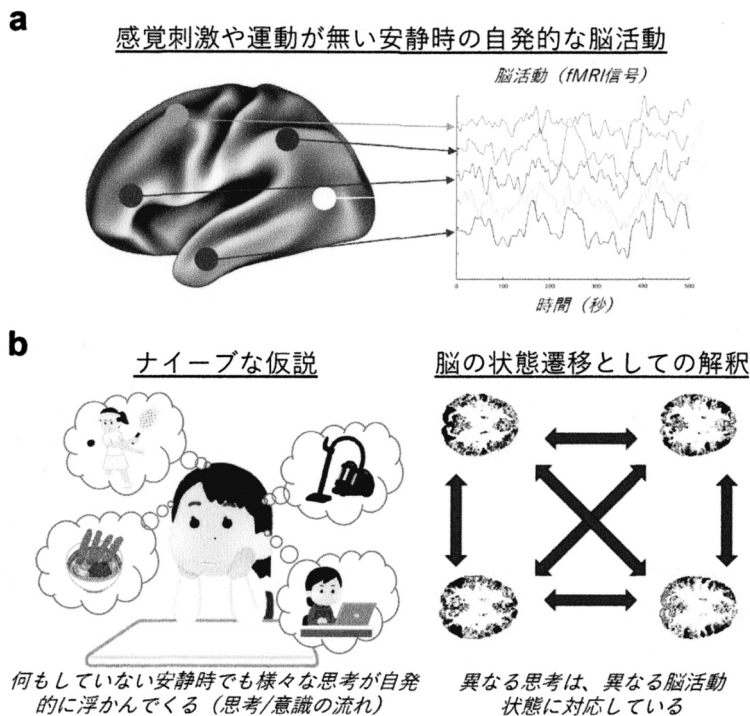 a
感覚刺激や運動が無い安静時の自発的な脳活動
脳活動（fMRI信号）
0 100 200 300 400 500
時間（秒）
b
ナイーブな仮説
脳の状態遷移としての解釈
何もしていない安静時でも様々な思考が自発
的に浮かんでくる（思考/意識の流れ）
異なる思考は、異なる脳活動
状態に対応している